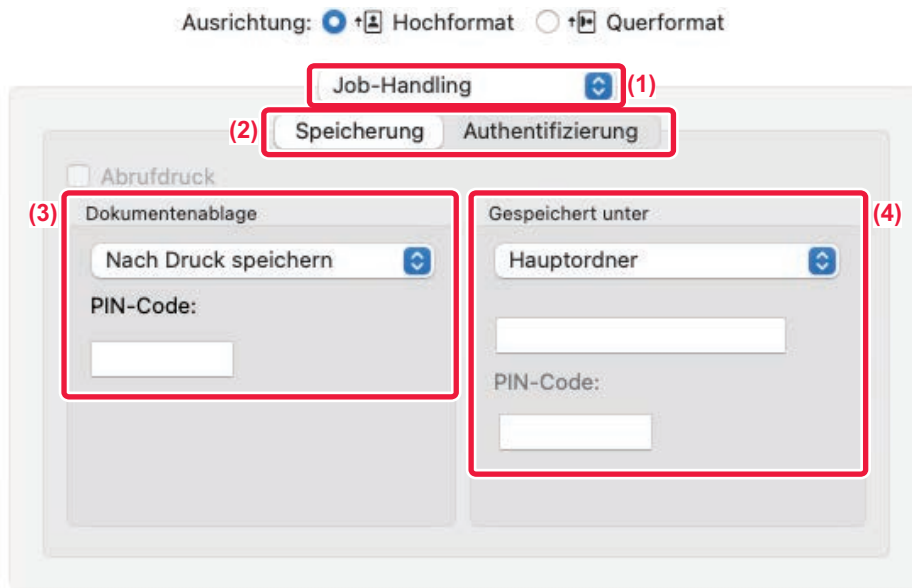 Ausrichtung: Hochformat Querformat
Job-Handling (1)
(2) Speicherung Authentifizierung
Abrufdruck
(3) Dokumentenablage
Nach Druck speichern
PIN-Code:
Gespeichert unter (4)
Hauptordner
PIN-Code: